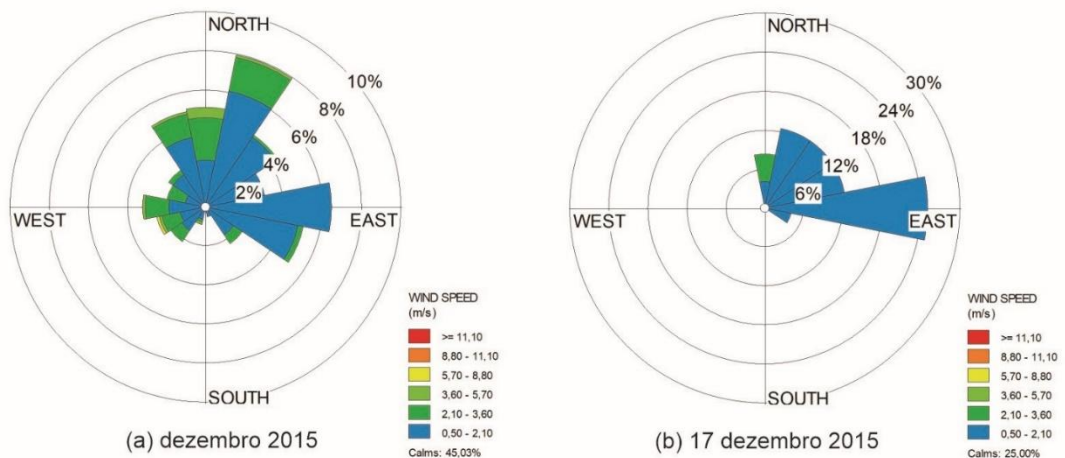 NORTH
10%
8%
6%
4%
2%
WEST
EAST
SOUTH
WIND SPEED
(m/s)
>= 11,10
8,80 - 11,10
5,70 - 8,80
3,60 - 5,70
2,10 - 3,60
0,50 - 2,10
Calms: 45,03%
(a) dezembro 2015
NORTH
30%
24%
18%
12%
6%
WEST
EAST
SOUTH
WIND SPEED
(m/s)
>= 11,10
8,80 - 11,10
5,70 - 8,80
3,60 - 5,70
2,10 - 3,60
0,50 - 2,10
Calms: 25,00%
(b) 17 dezembro 2015